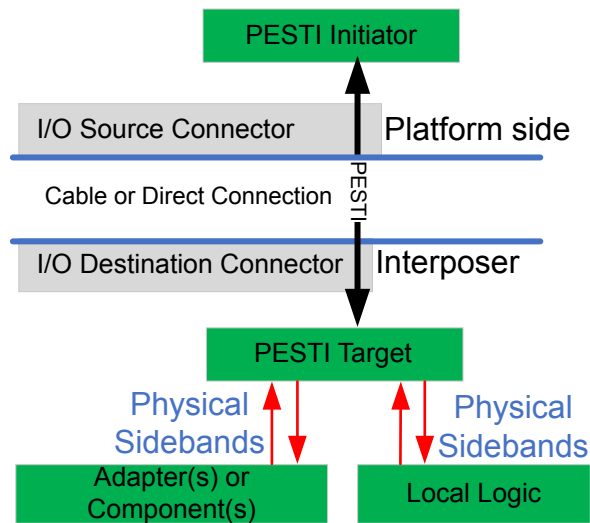 PESTI Initiator
I/O Source Connector
Platform side
Cable or Direct Connection
PESTI
I/O Destination Connector
Interposer
PESTI Target
Physical
Sidebands
Physical
Sidebands
Adapter(s) or
Component(s)
Local Logic